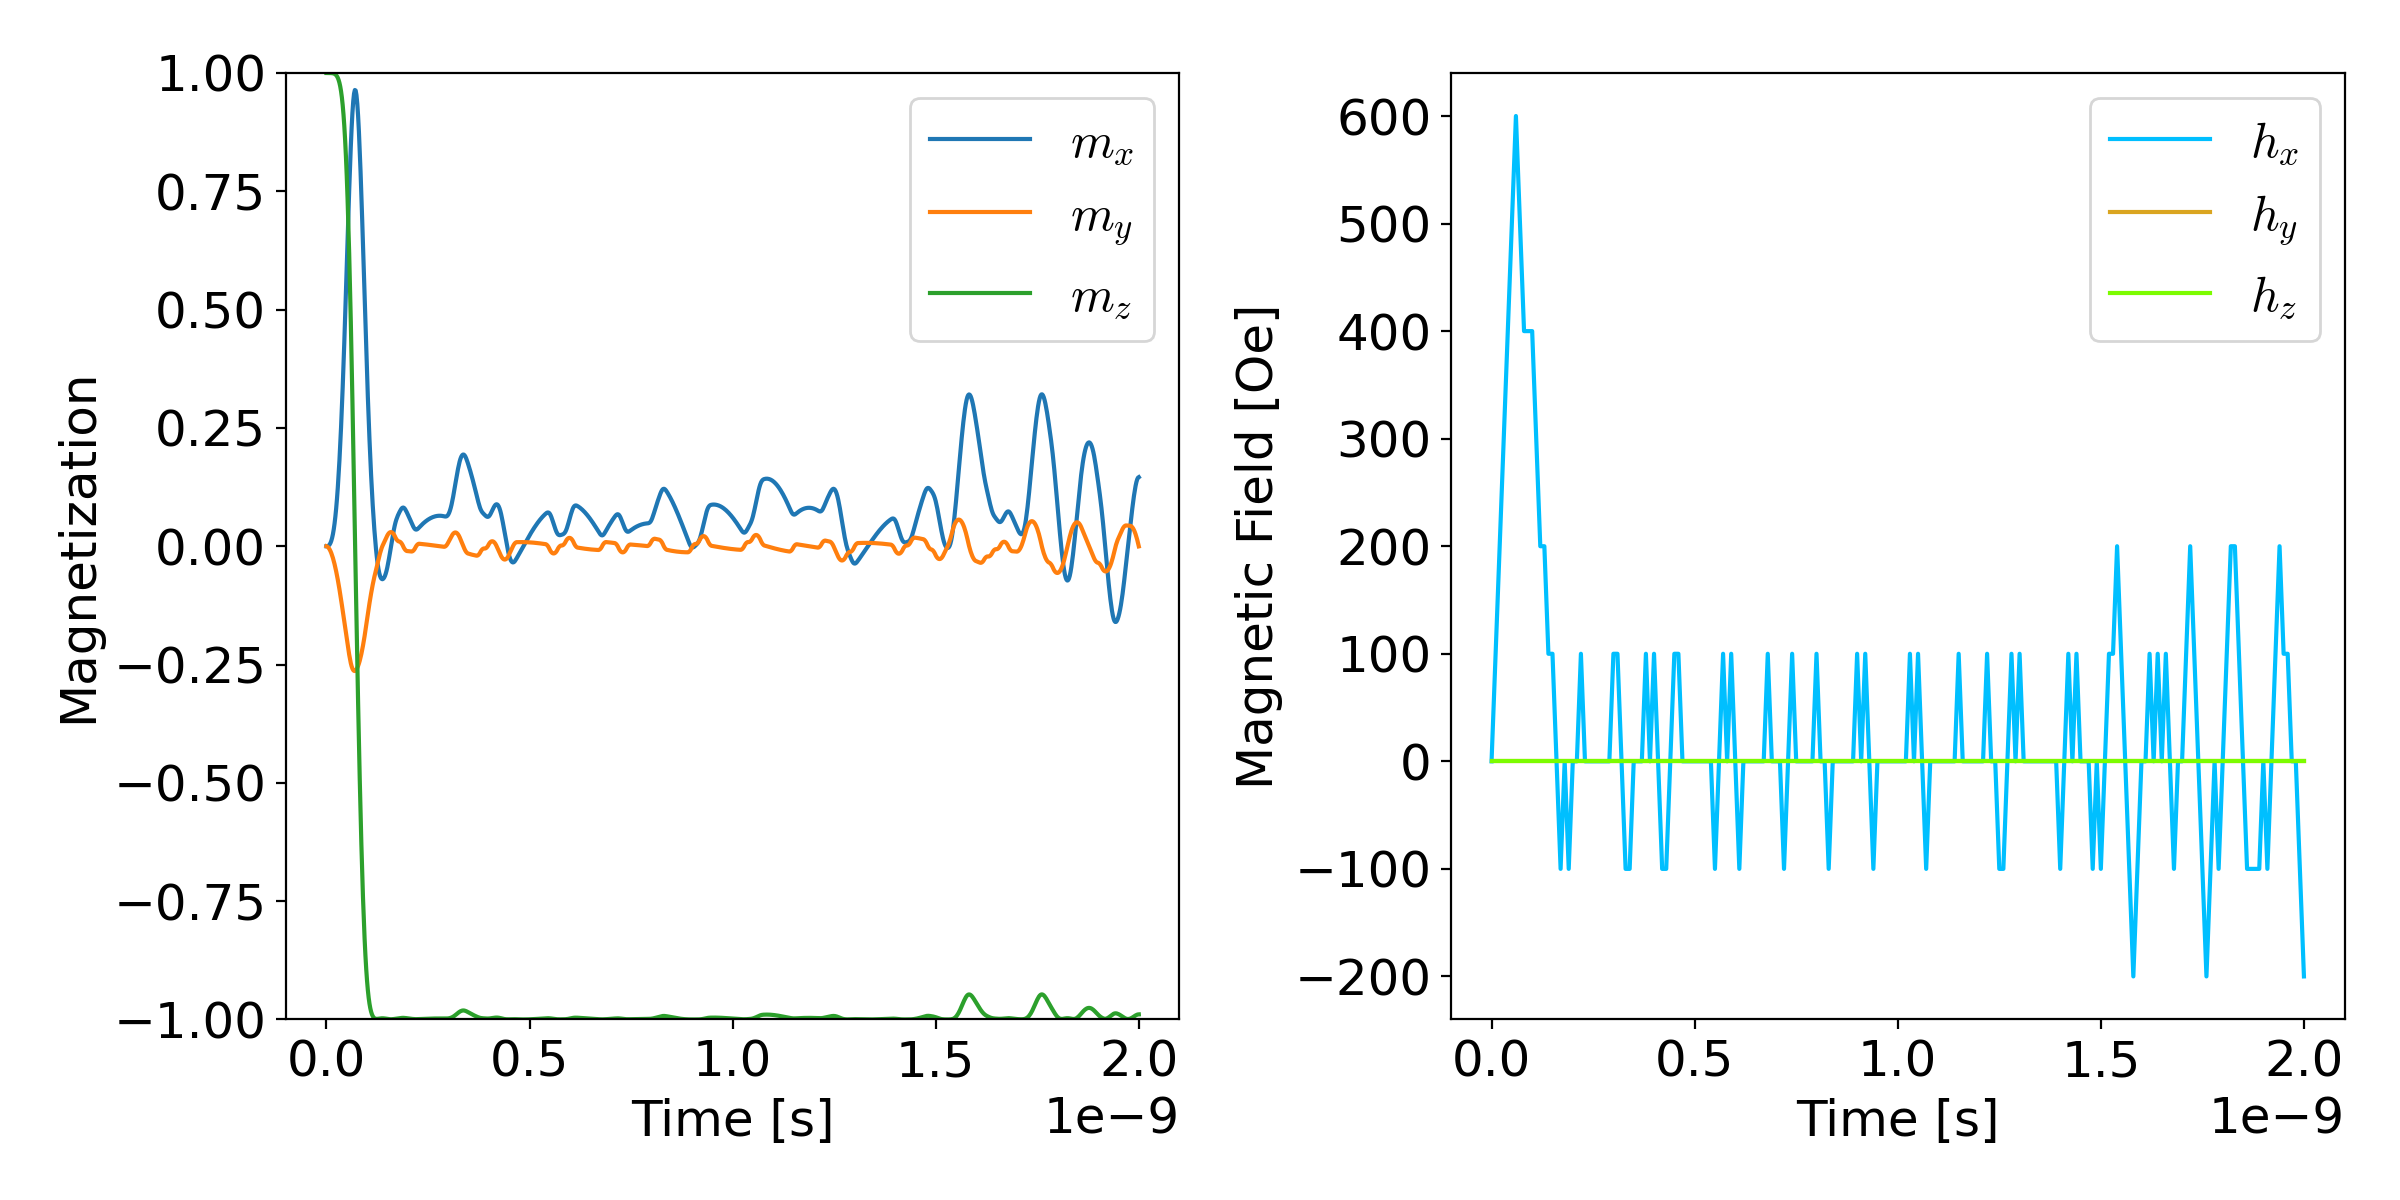 Magnetization
1.00
0.75
0.50
0.25
0.00
−0.25
−0.50
−0.75
−1.00
m_x
m_y
m_z
0.0 0.5 1.0 1.5 2.0
Time [s] 1e−9
Magnetic Field [Oe]
600
500
400
300
200
100
0
−100
−200
h_x
h_y
h_z
0.0 0.5 1.0 1.5 2.0
Time [s] 1e−9